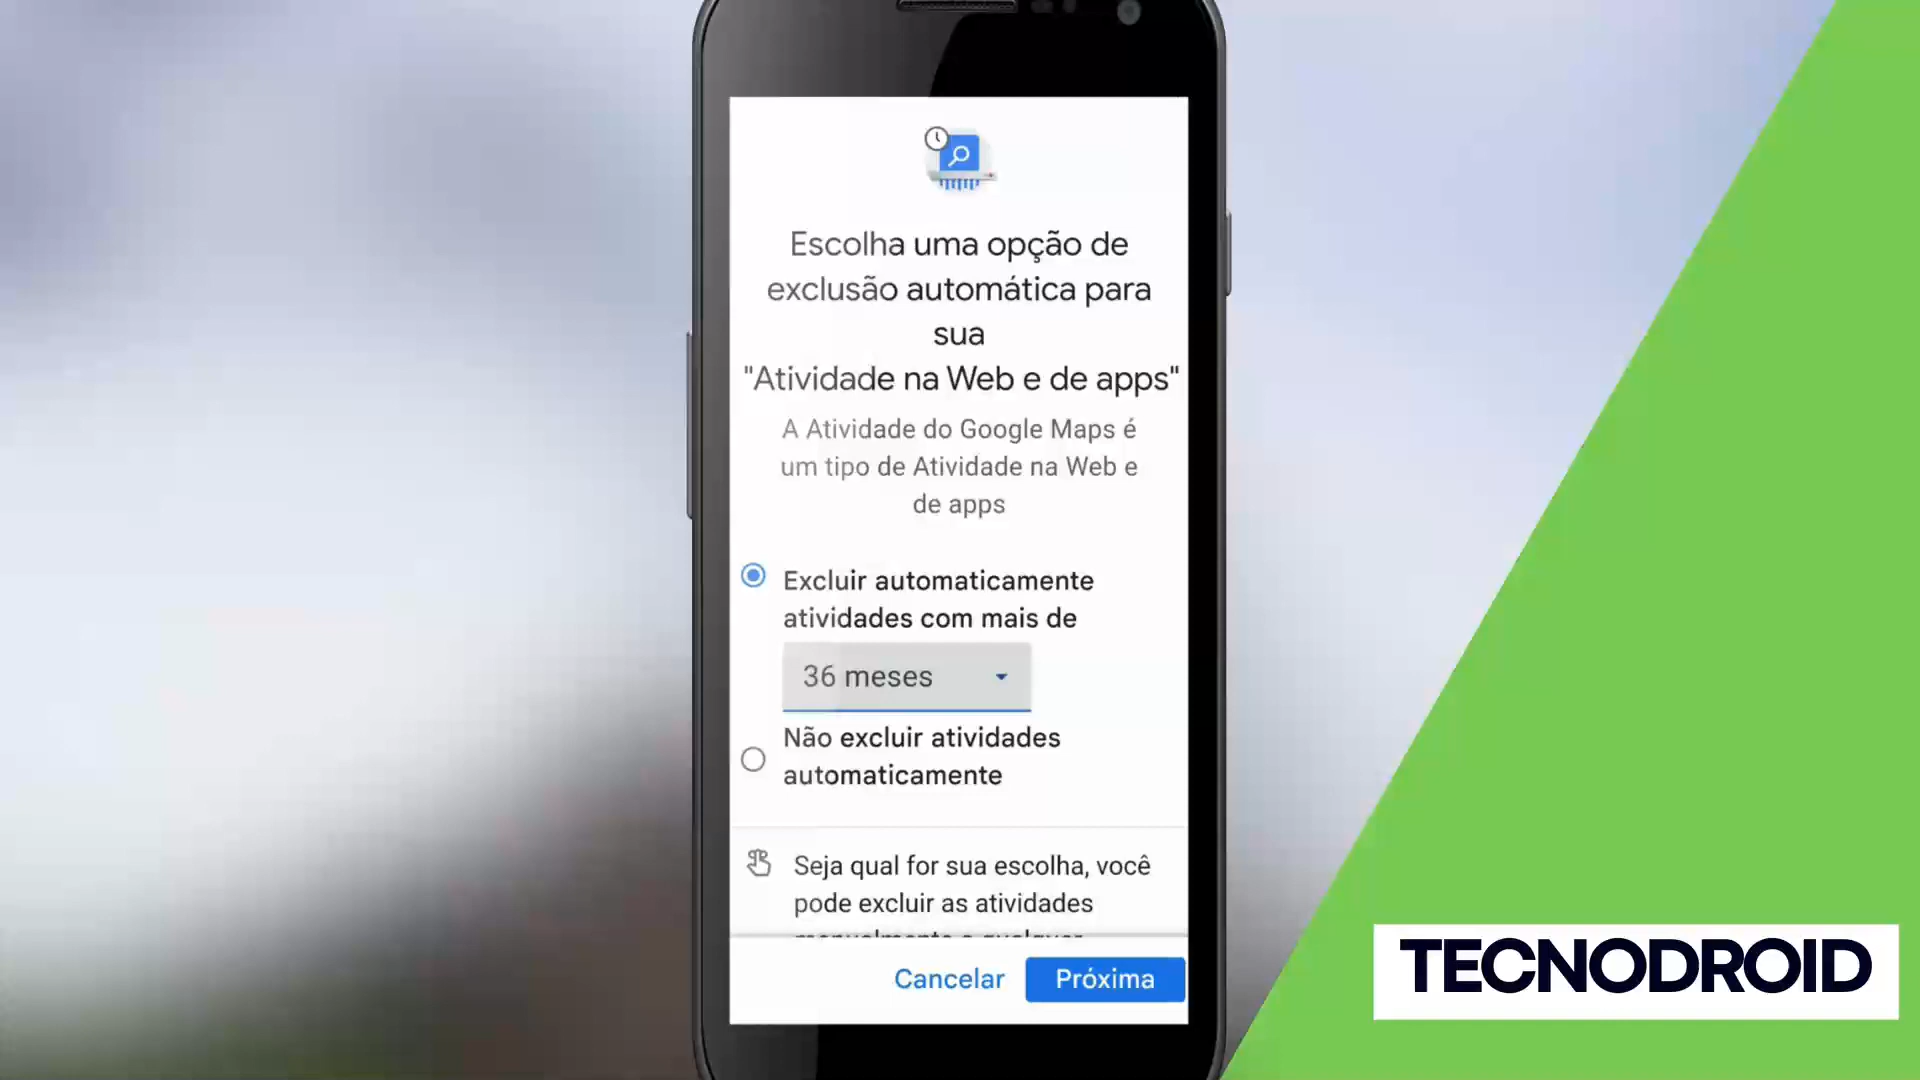 Escolha uma opção de
exclusão automática para
sua
"Atividade na Web e de apps"
A Atividade do Google Maps é
um tipo de Atividade na Web e
de apps
Excluir automaticamente
atividades com mais de
36 meses
Não excluir atividades
automaticamente
Seja qual for sua escolha, você
pode excluir as atividades
Cancelar
Próxima
TECNODROID